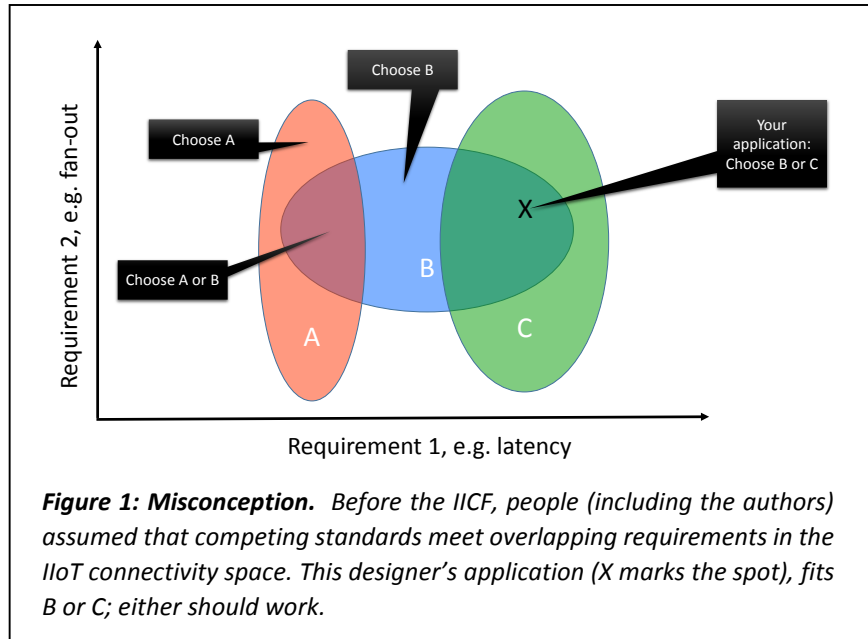 Choose B
Choose A
Your
application:
Choose B or C
X
Choose A or B
B
A
C
Requirement 2, e.g. fan-out
Requirement 1, e.g. latency
Figure 1: Misconception. Before the IICF, people (including the authors)
assumed that competing standards meet overlapping requirements in the
IIoT connectivity space. This designer's application (X marks the spot), fits
B or C; either should work.